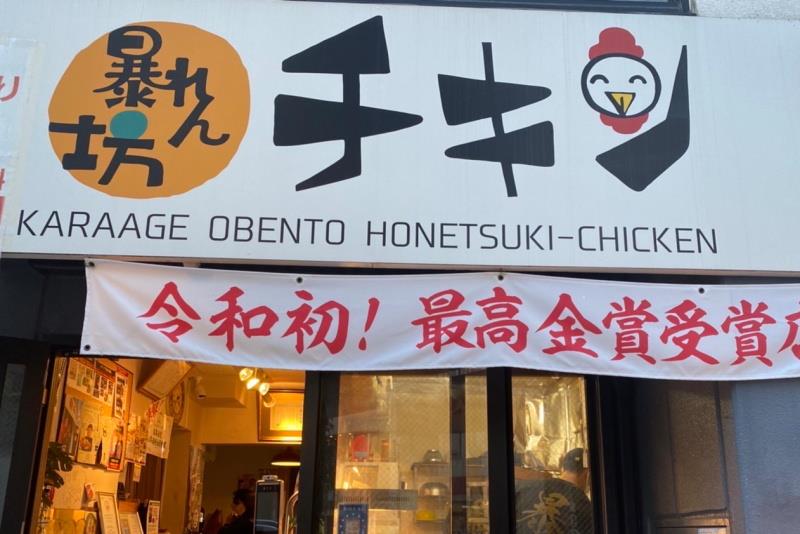 暴れん坊
チキン
KARAAGE OBENTO HONETSUKI-CHICKEN
令和初! 最高金賞受賞店